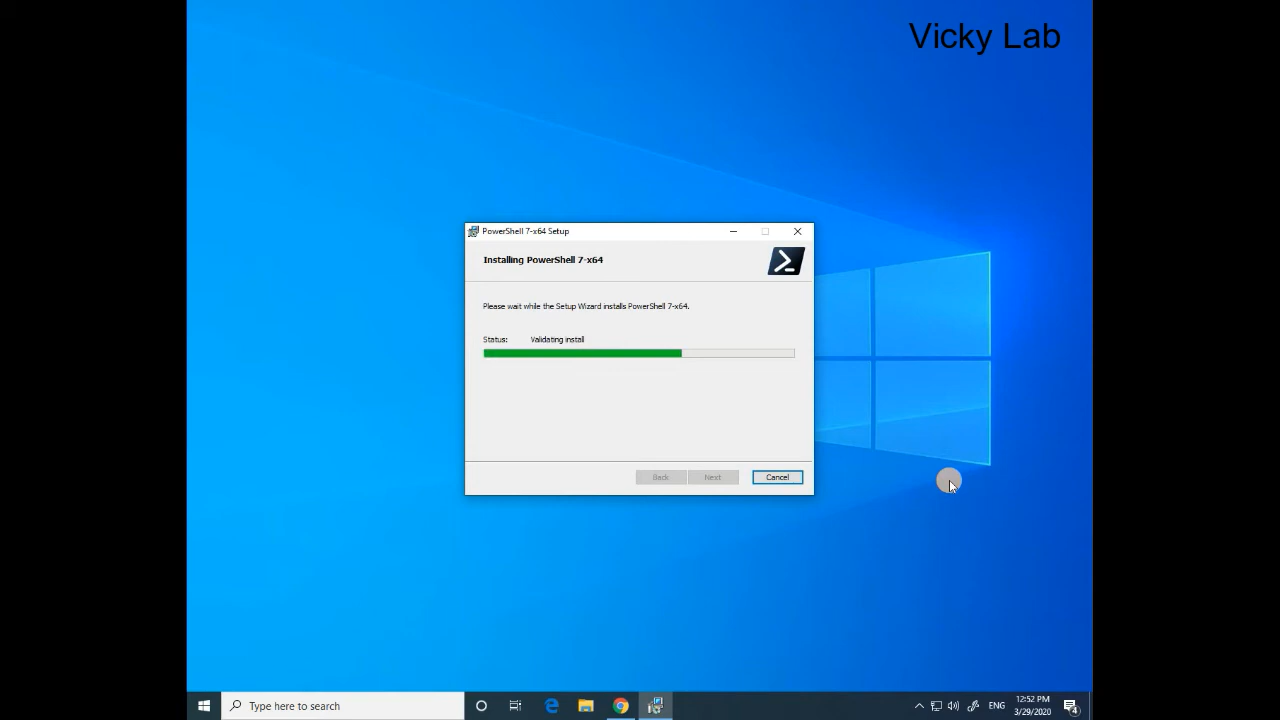 Vicky Lab
PowerShell 7-x64 Setup
Installing PowerShell 7-x64
Please wait while the Setup Wizard installs PowerShell 7-x64.
Status: Validating install
Back Next Cancel
Type here to search
ENG
12:52 PM
3/29/2020
4